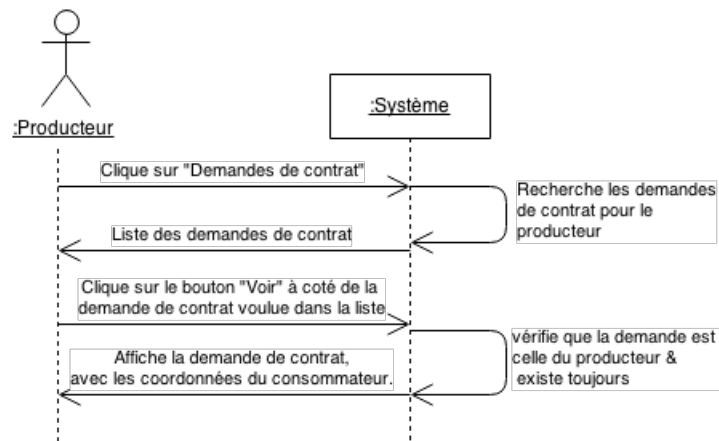 :Producteur
:Système
Clique sur "Demandes de contrat"
Recherche les demandes
de contrat pour le
producteur
Liste des demandes de contrat
Clique sur le bouton "Voir" à coté de la
demande de contrat voulue dans la liste
vérifie que la demande est
celle du producteur &
existe toujours
Affiche la demande de contrat,
avec les coordonnées du consommateur.